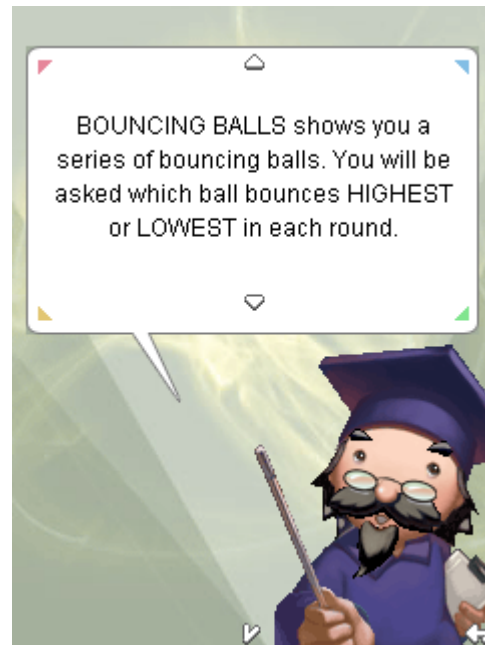 BOUNCING BALLS shows you a
series of bouncing balls. You will be
asked which ball bounces HIGHEST
or LOWEST in each round.